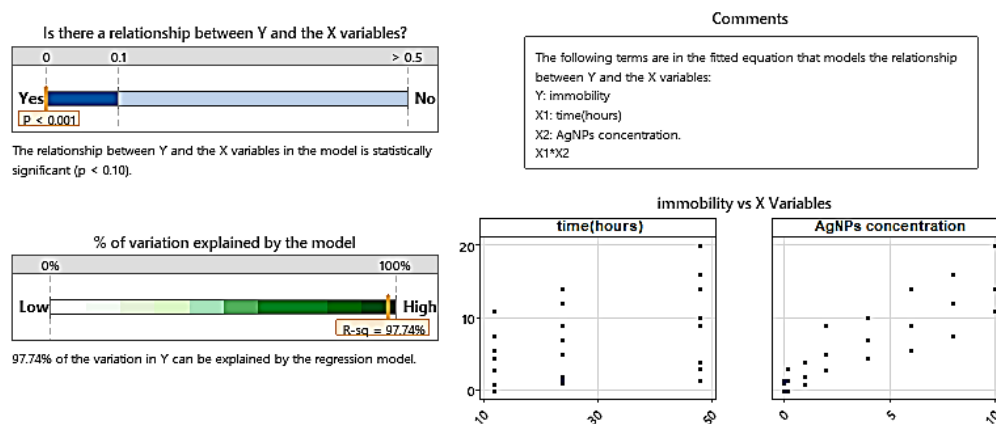 Is there a relationship between Y and the X variables?
0 0.1 > 0.5
Yes No
P < 0.001
The relationship between Y and the X variables in the model is statistically
significant (p < 0.10).
% of variation explained by the model
0% 100%
Low High
R-sq = 97.74%
97.74% of the variation in Y can be explained by the regression model.
Comments
The following terms are in the fitted equation that models the relationship
between Y and the X variables:
Y: immobility
X1: time(hours)
X2: AgNPs concentration.
X1*X2
immobility vs X Variables
time(hours) AgNPs concentration
20
10
0
10 30 50 0 5 10